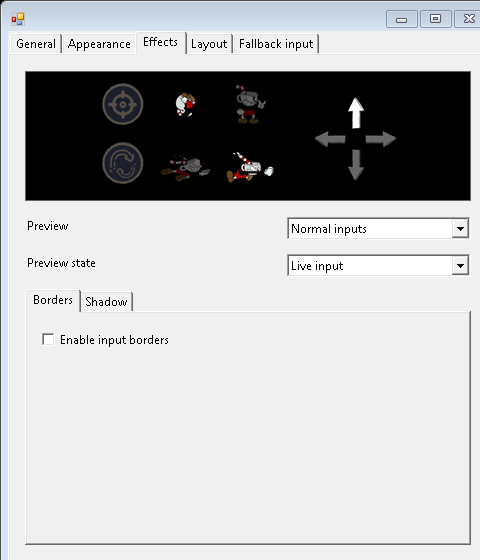 General Appearance Effects Layout Fallback input
Preview Normal inputs
Preview state Live input
Borders Shadow
Enable input borders